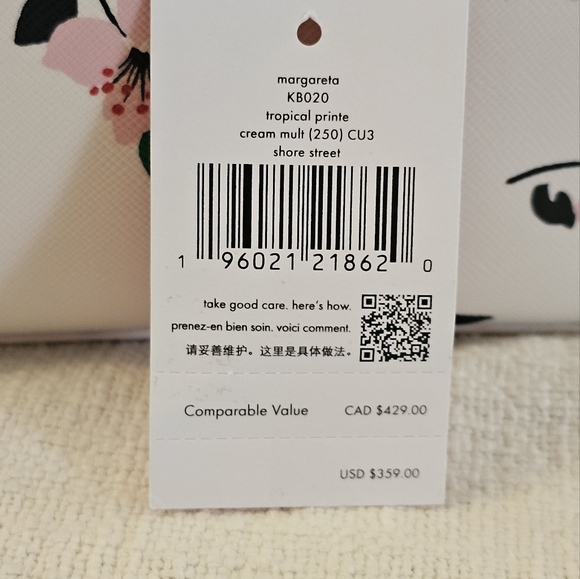 margareta
KB020
tropical printe
cream mult (250) CU3
shore street
1 96021 21862 0
take good care. here's how.
prenez-en bien soin. voici comment.
请妥善维护。这里是具体做法。
Comparable Value CAD $429.00
USD $359.00